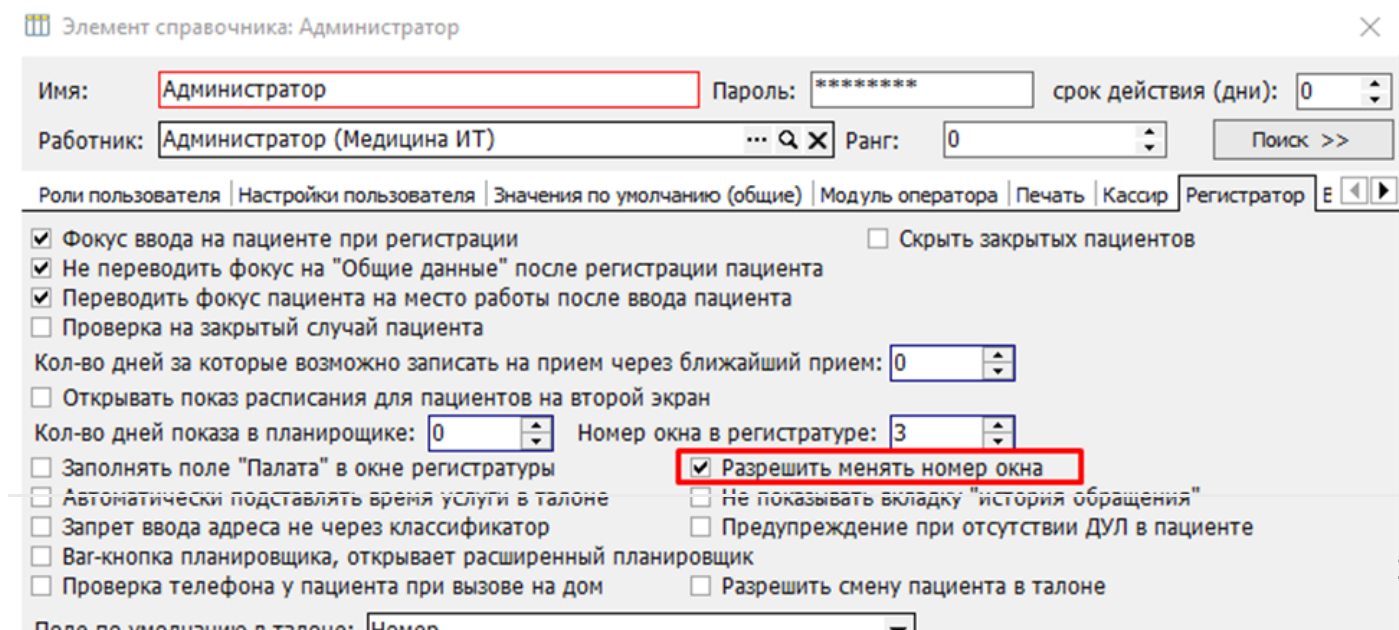 Элемент справочника: Администратор
Имя: Администратор Пароль: ******** срок действия (дни): 0
Работник: Администратор (Медицина ИТ) ... Ранг: 0 Поиск >>
Роли пользователя Настройки пользователя Значения по умолчанию (общие) Модуль оператора Печать Кассир Регистратор
Фокус ввода на пациенте при регистрации Скрыть закрытых пациентов
Не переводить фокус на "Общие данные" после регистрации пациента
Переводить фокус пациента на место работы после ввода пациента
Проверка на закрытый случай пациента
Кол-во дней за которые возможно записать на прием через ближайший прием: 0
Открывать показ расписания для пациентов на второй экран
Кол-во дней показа в планирощике: 0 Номер окна в регистратуре: 3
Заполнять поле "Палата" в окне регистратуры Разрешить менять номер окна
Автоматически подставлять время услуги в талоне Не показывать вкладку "история обращения"
Запрет ввода адреса не через классификатор Предупреждение при отсутствии ДУЛ в пациенте
Bar-кнопка планировщика, открывает расширенный планировщик
Проверка телефона у пациента при вызове на дом Разрешить смену пациента в талоне
Поле по умолчанию в талоне: Номер